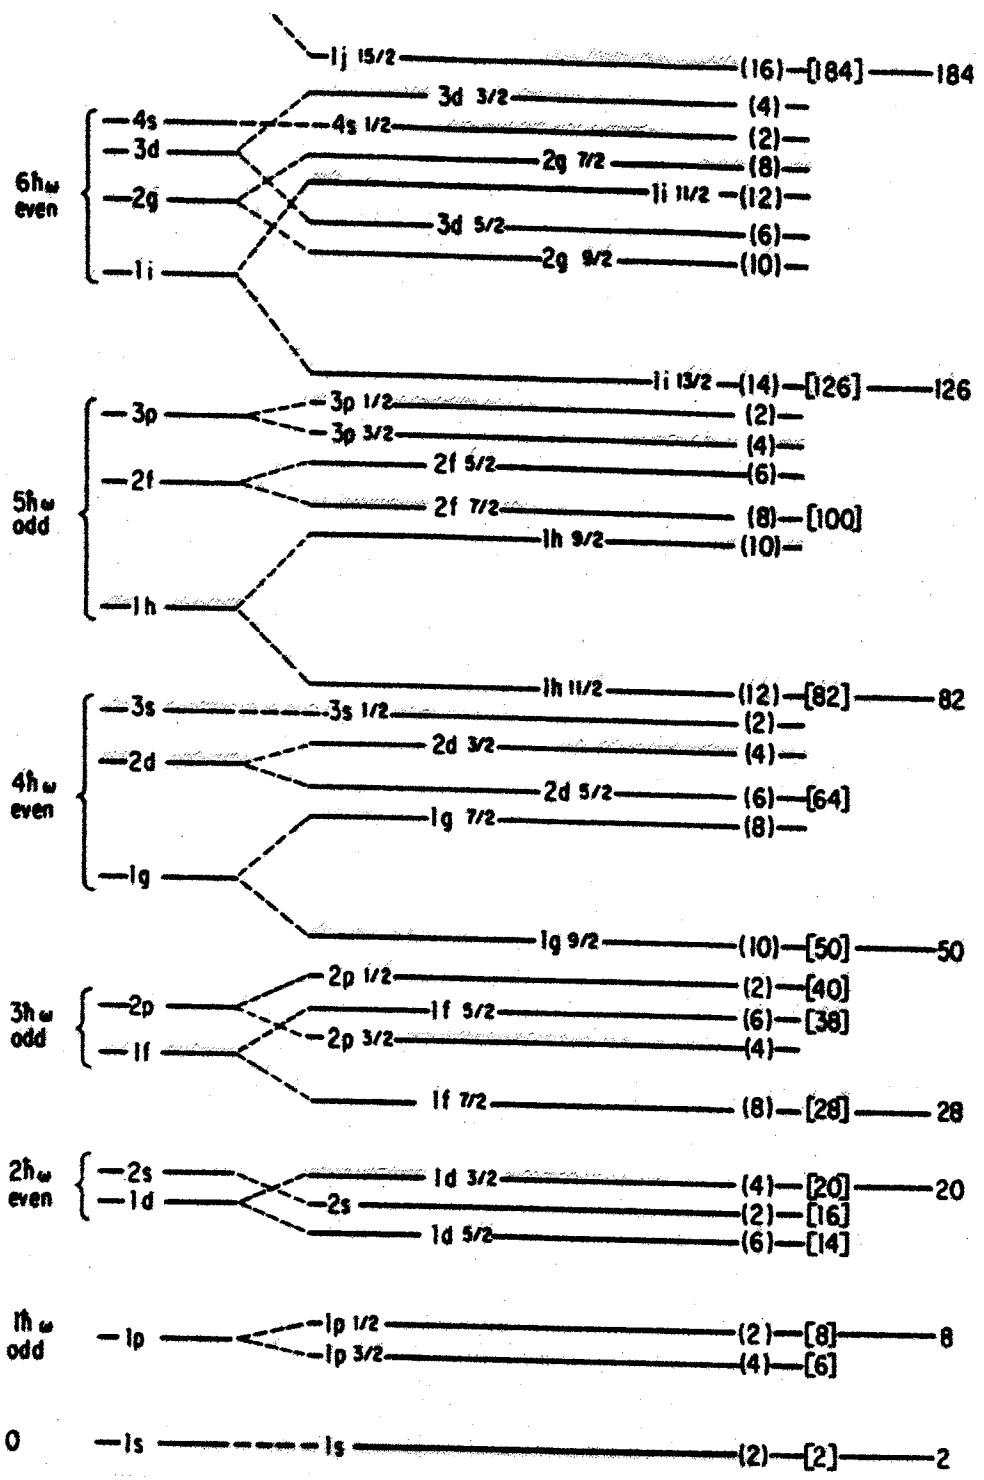 1j 15/2 (16) [184] 184
3d 3/2 (4)
4s 4s 1/2 (2)
3d
2g 7/2 (8)
6ħω even
2g 1i 11/2 (12)
3d 5/2 (6)
2g 9/2 (10)
1i
1i 13/2 (14) [126] 126
3p 3p 1/2 (2)
3p 3/2 (4)
2f 2f 5/2 (6)
5ħω odd
2f 7/2 (8) [100]
1h 9/2 (10)
1h
1h 11/2 (12) [82] 82
3s 3s 1/2 (2)
2d 2d 3/2 (4)
4ħω even
2d 5/2 (6) [64]
1g 7/2 (8)
1g
1g 9/2 (10) [50] 50
2p 2p 1/2 (2) [40]
3ħω odd
1f 5/2 (6) [38]
1f 2p 3/2 (4)
1f 7/2 (8) [28] 28
2ħω even
2s 1d 3/2 (4) [20] 20
1d 2s (2) [16]
1d 5/2 (6) [14]
1ħω odd
1p 1p 1/2 (2) [8] 8
1p 3/2 (4) [6]
0 1s 1s (2) [2] 2